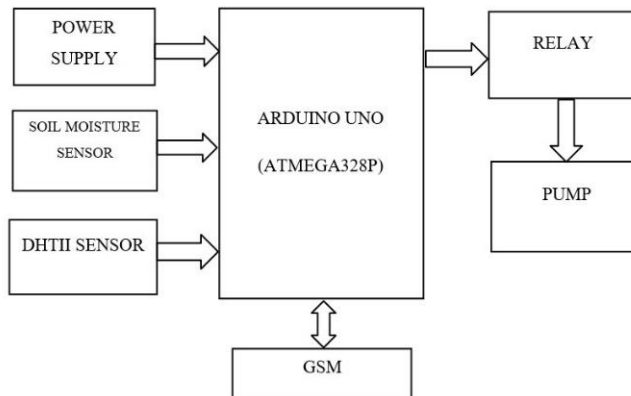 POWER
SUPPLY
SOIL MOISTURE
SENSOR
DHTII SENSOR
ARDUINO UNO
(ATMEGA328P)
RELAY
PUMP
GSM